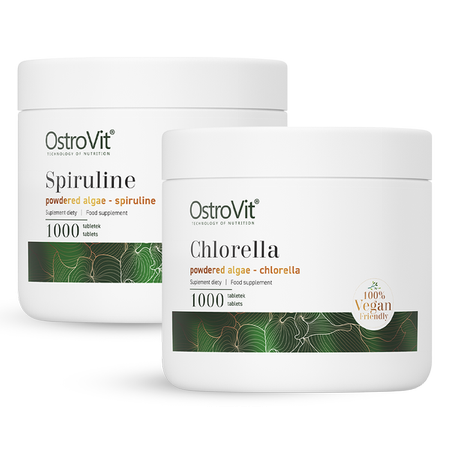 OstroVit®
TECHNOLOGY OF NUTRITION
Spiruline
powdered algae - spiruline
Suplement diety | Food supplement
1000 tabletek
tablets
OstroVit®
TECHNOLOGY OF NUTRITION
Chlorella
powdered algae - chlorella
Suplement diety | Food supplement
1000 tabletek
tablets
100%
Vegan
Friendly